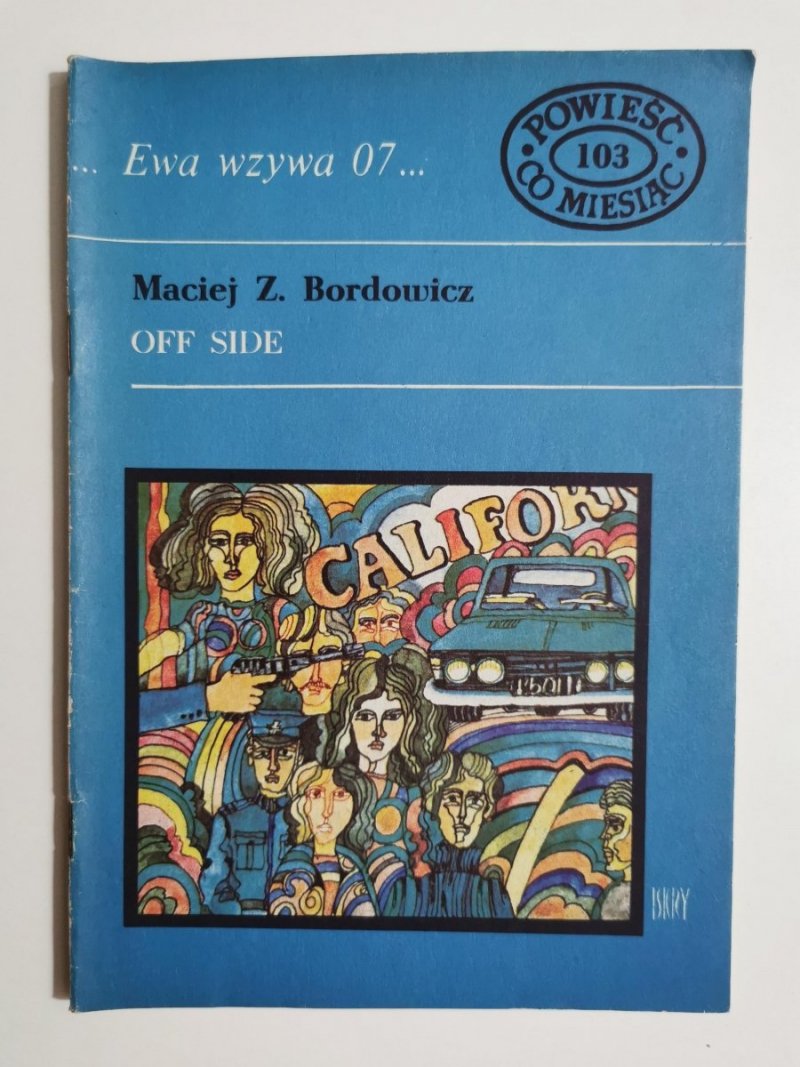 ... Ewa wzywa 07...
POWIEŚĆ
103
CO MIESIĄC
Maciej Z. Bordowicz
OFF SIDE
CALIFORN
ISKRY